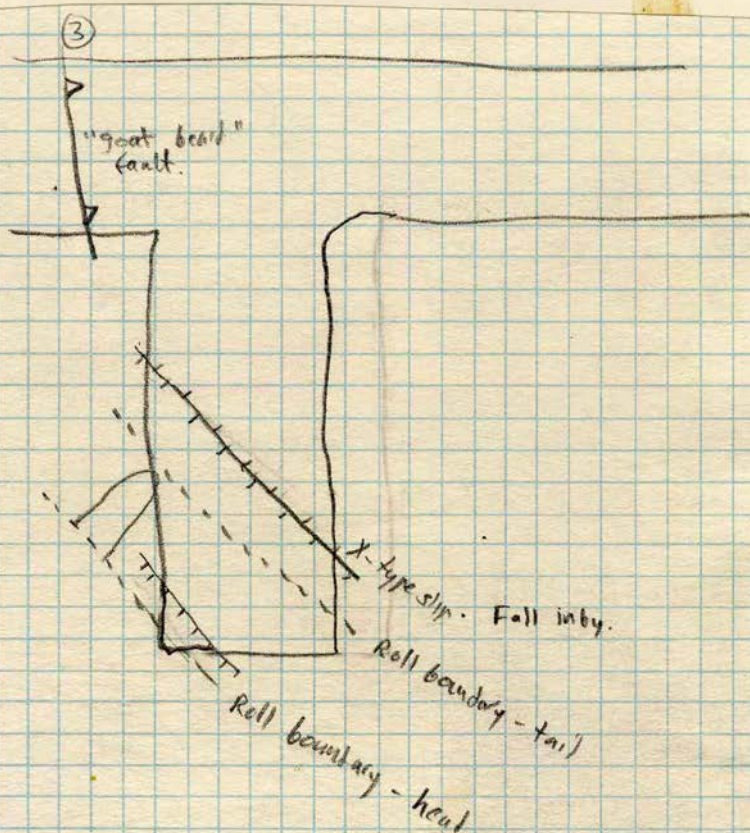 3
"goat beard"
fault.
X-type slip. Fall inby.
Roll boundary - tail
Roll boundary - head